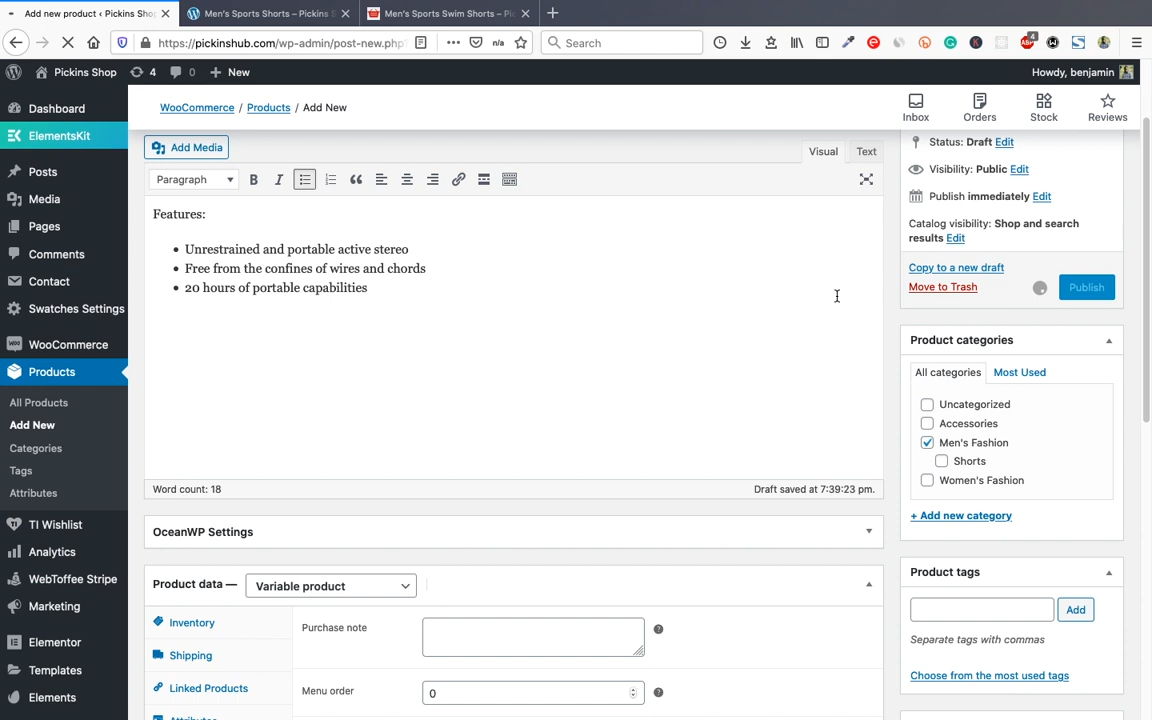 Add new product ‹ Pickins Shop
Men's Sports Shorts – Pickins S
Men's Sports Swim Shorts – Pic
https://pickinshub.com/wp-admin/post-new.php?
n/a
Search
4
Pickins Shop
4
0
New
Howdy, benjamin
Dashboard
ElementsKit
Posts
Media
Pages
Comments
Contact
Swatches Settings
WooCommerce
Products
All Products
Add New
Categories
Tags
Attributes
TI Wishlist
Analytics
WebToffee Stripe
Marketing
Elementor
Templates
Elements
WooCommerce / Products / Add New
Inbox
Orders
Stock
Reviews
Add Media
Visual
Text
Paragraph
Features:
Unrestrained and portable active stereo
Free from the confines of wires and chords
20 hours of portable capabilities
Word count: 18
Draft saved at 7:39:23 pm.
OceanWP Settings
Product data —
Variable product
Inventory
Shipping
Linked Products
Purchase note
Menu order
0
Status: Draft Edit
Visibility: Public Edit
Publish immediately Edit
Catalog visibility: Shop and search
results Edit
Copy to a new draft
Move to Trash
Publish
Product categories
All categories
Most Used
Uncategorized
Accessories
Men's Fashion
Shorts
Women's Fashion
+ Add new category
Product tags
Add
Separate tags with commas
Choose from the most used tags